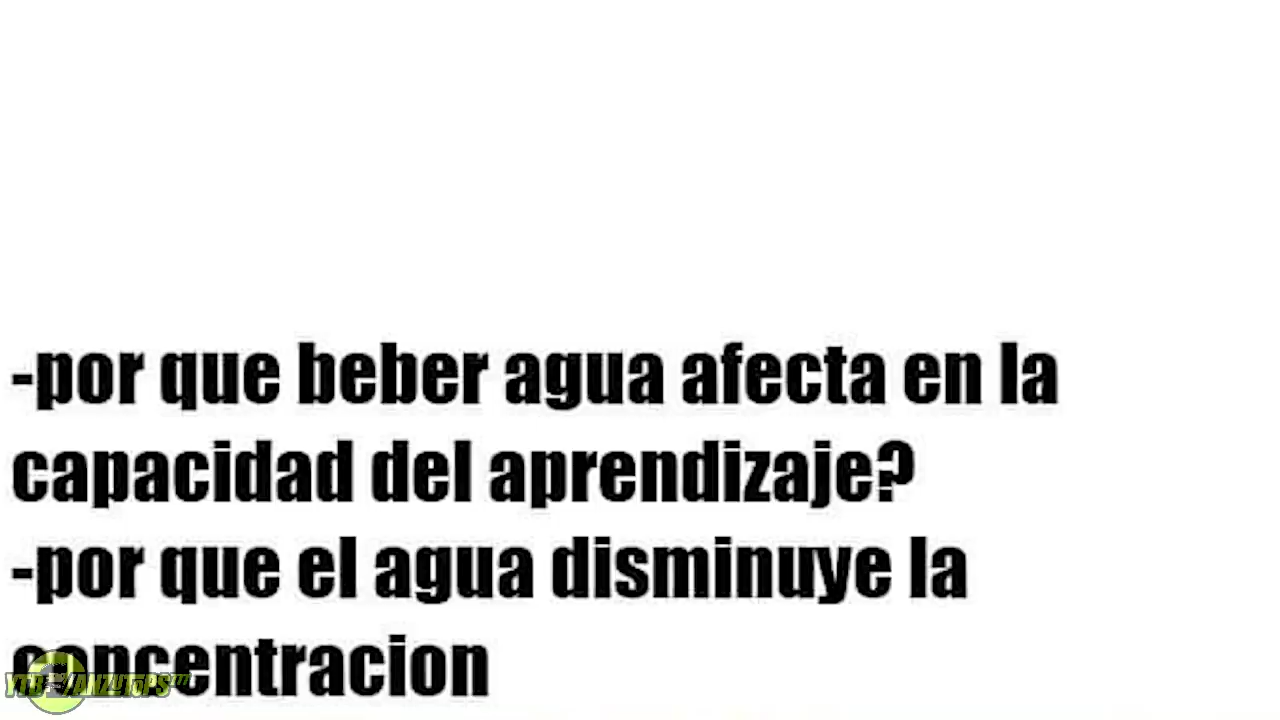 -por que beber agua afecta en la
capacidad del aprendizaje?
-por que el agua disminuye la
concentracion